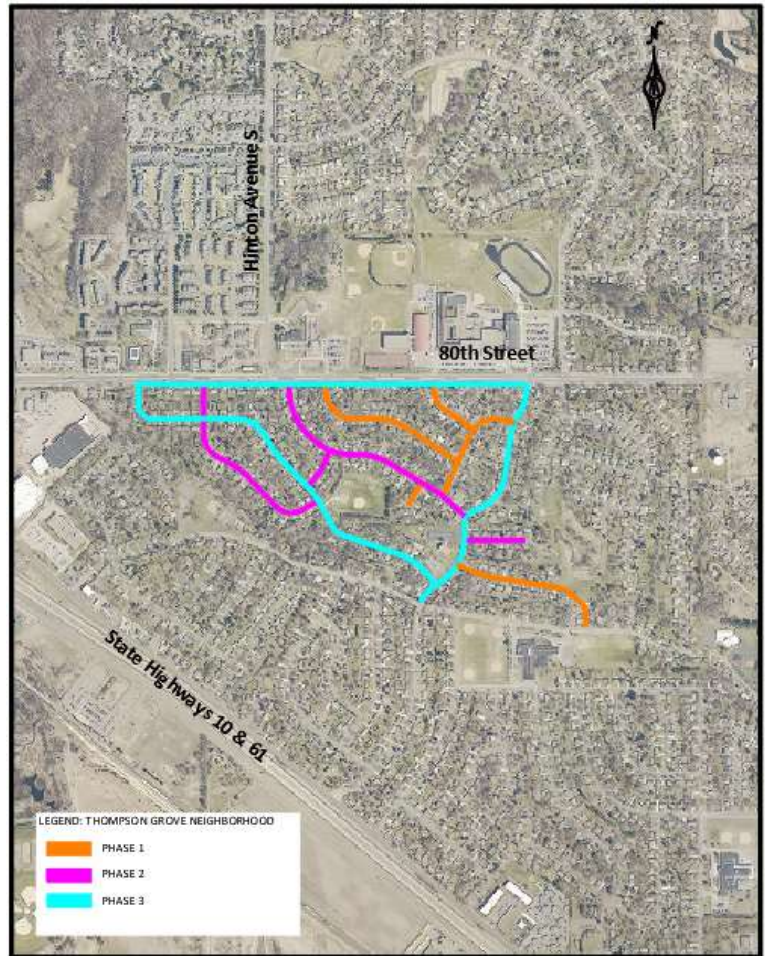 N
Hinton Avenue S
80th Street
State Highways 10 & 61
LEGEND: THOMPSON GROVE NEIGHBORHOOD
PHASE 1
PHASE 2
PHASE 3